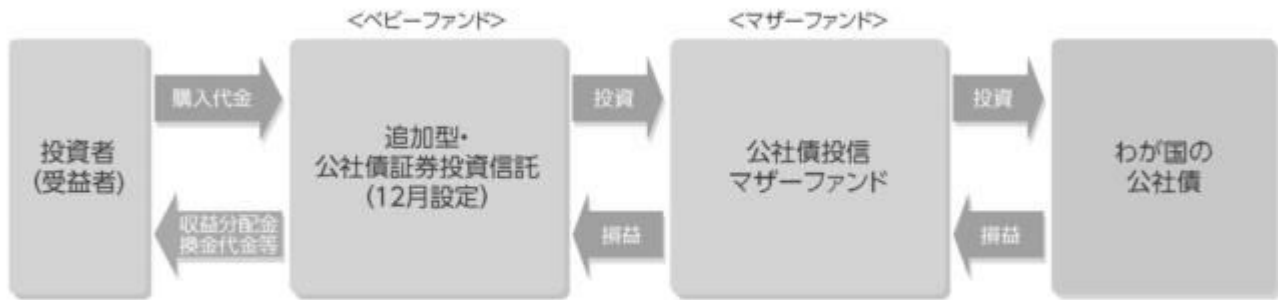 <ベビーファンド>
<マザーファンド>
投資者
(受益者)
購入代金
収益分配金
換金代金等
追加型・
公社債証券投資信託
(12月設定)
投資
損益
公社債投信
マザーファンド
投資
損益
わが国の
公社債